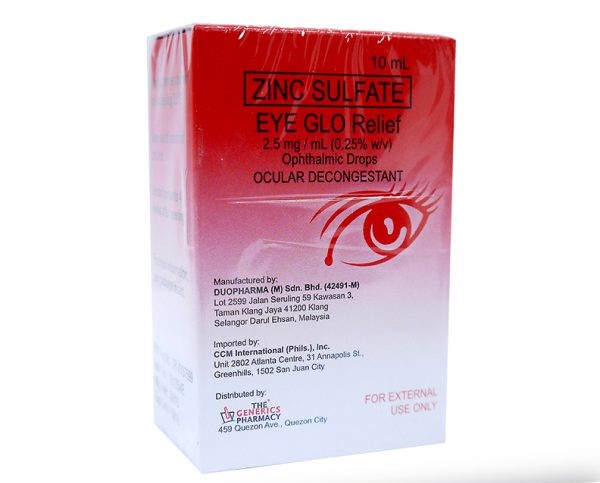 10 mL
ZINC SULFATE
EYE GLO Relief
2.5 mg / mL (0.25% w/v)
Ophthalmic Drops
OCULAR DECONGESTANT
Manufactured by:
DUOPHARMA (M) Sdn. Bhd. (42491-M)
Lot 2599 Jalan Seruling 59 Kawasan 3,
Taman Klang Jaya 41200 Klang
Selangor Darul Ehsan, Malaysia
Imported by:
CCM International (Phils.), Inc.
Unit 2802 Atlanta Centre, 31 Annapolis St.,
Greenhills, 1502 San Juan City
Distributed by:
THE
GENERICS
PHARMACY
459 Quezon Ave., Quezon City
FOR EXTERNAL
USE ONLY